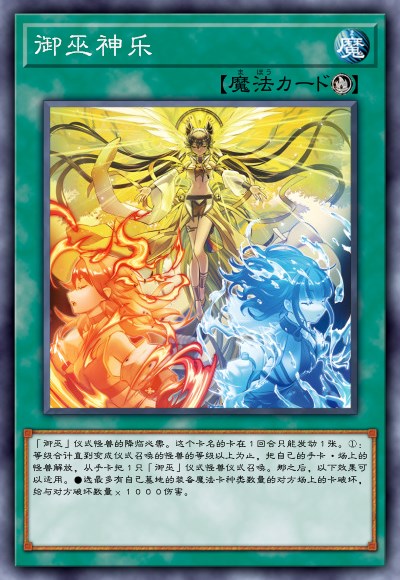 御巫神乐
魔
【魔法カード】
まほう
「御巫」仪式怪兽的降临必需。这个卡名的卡在1回合只能发动1张。①：
等级合计直到变成仪式召唤的怪兽的等级以上为止，把自己的手卡·场上的
怪兽解放，从手卡把1只「御巫」仪式怪兽仪式召唤。那之后，以下效果可
以适用。●选最多有自己墓地的装备魔法卡种类数量的对方场上的卡破坏，
给与对方破坏数量×1000伤害。